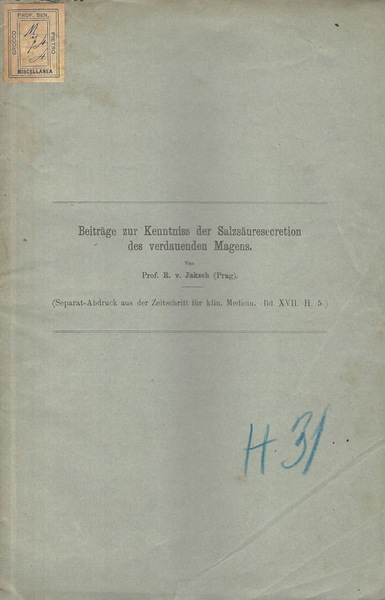 PROF. SEN.
GROCCO
PIETRO
MISCELLANEA
Beiträge zur Kenntniss der Salzsäuresecretion
des verdauenden Magens.
Von
Prof. R. v. Jaksch (Prag).
(Separat-Abdruck aus der Zeitschrift für klin. Medicin. Bd. XVII. H. 5.)
H. 31